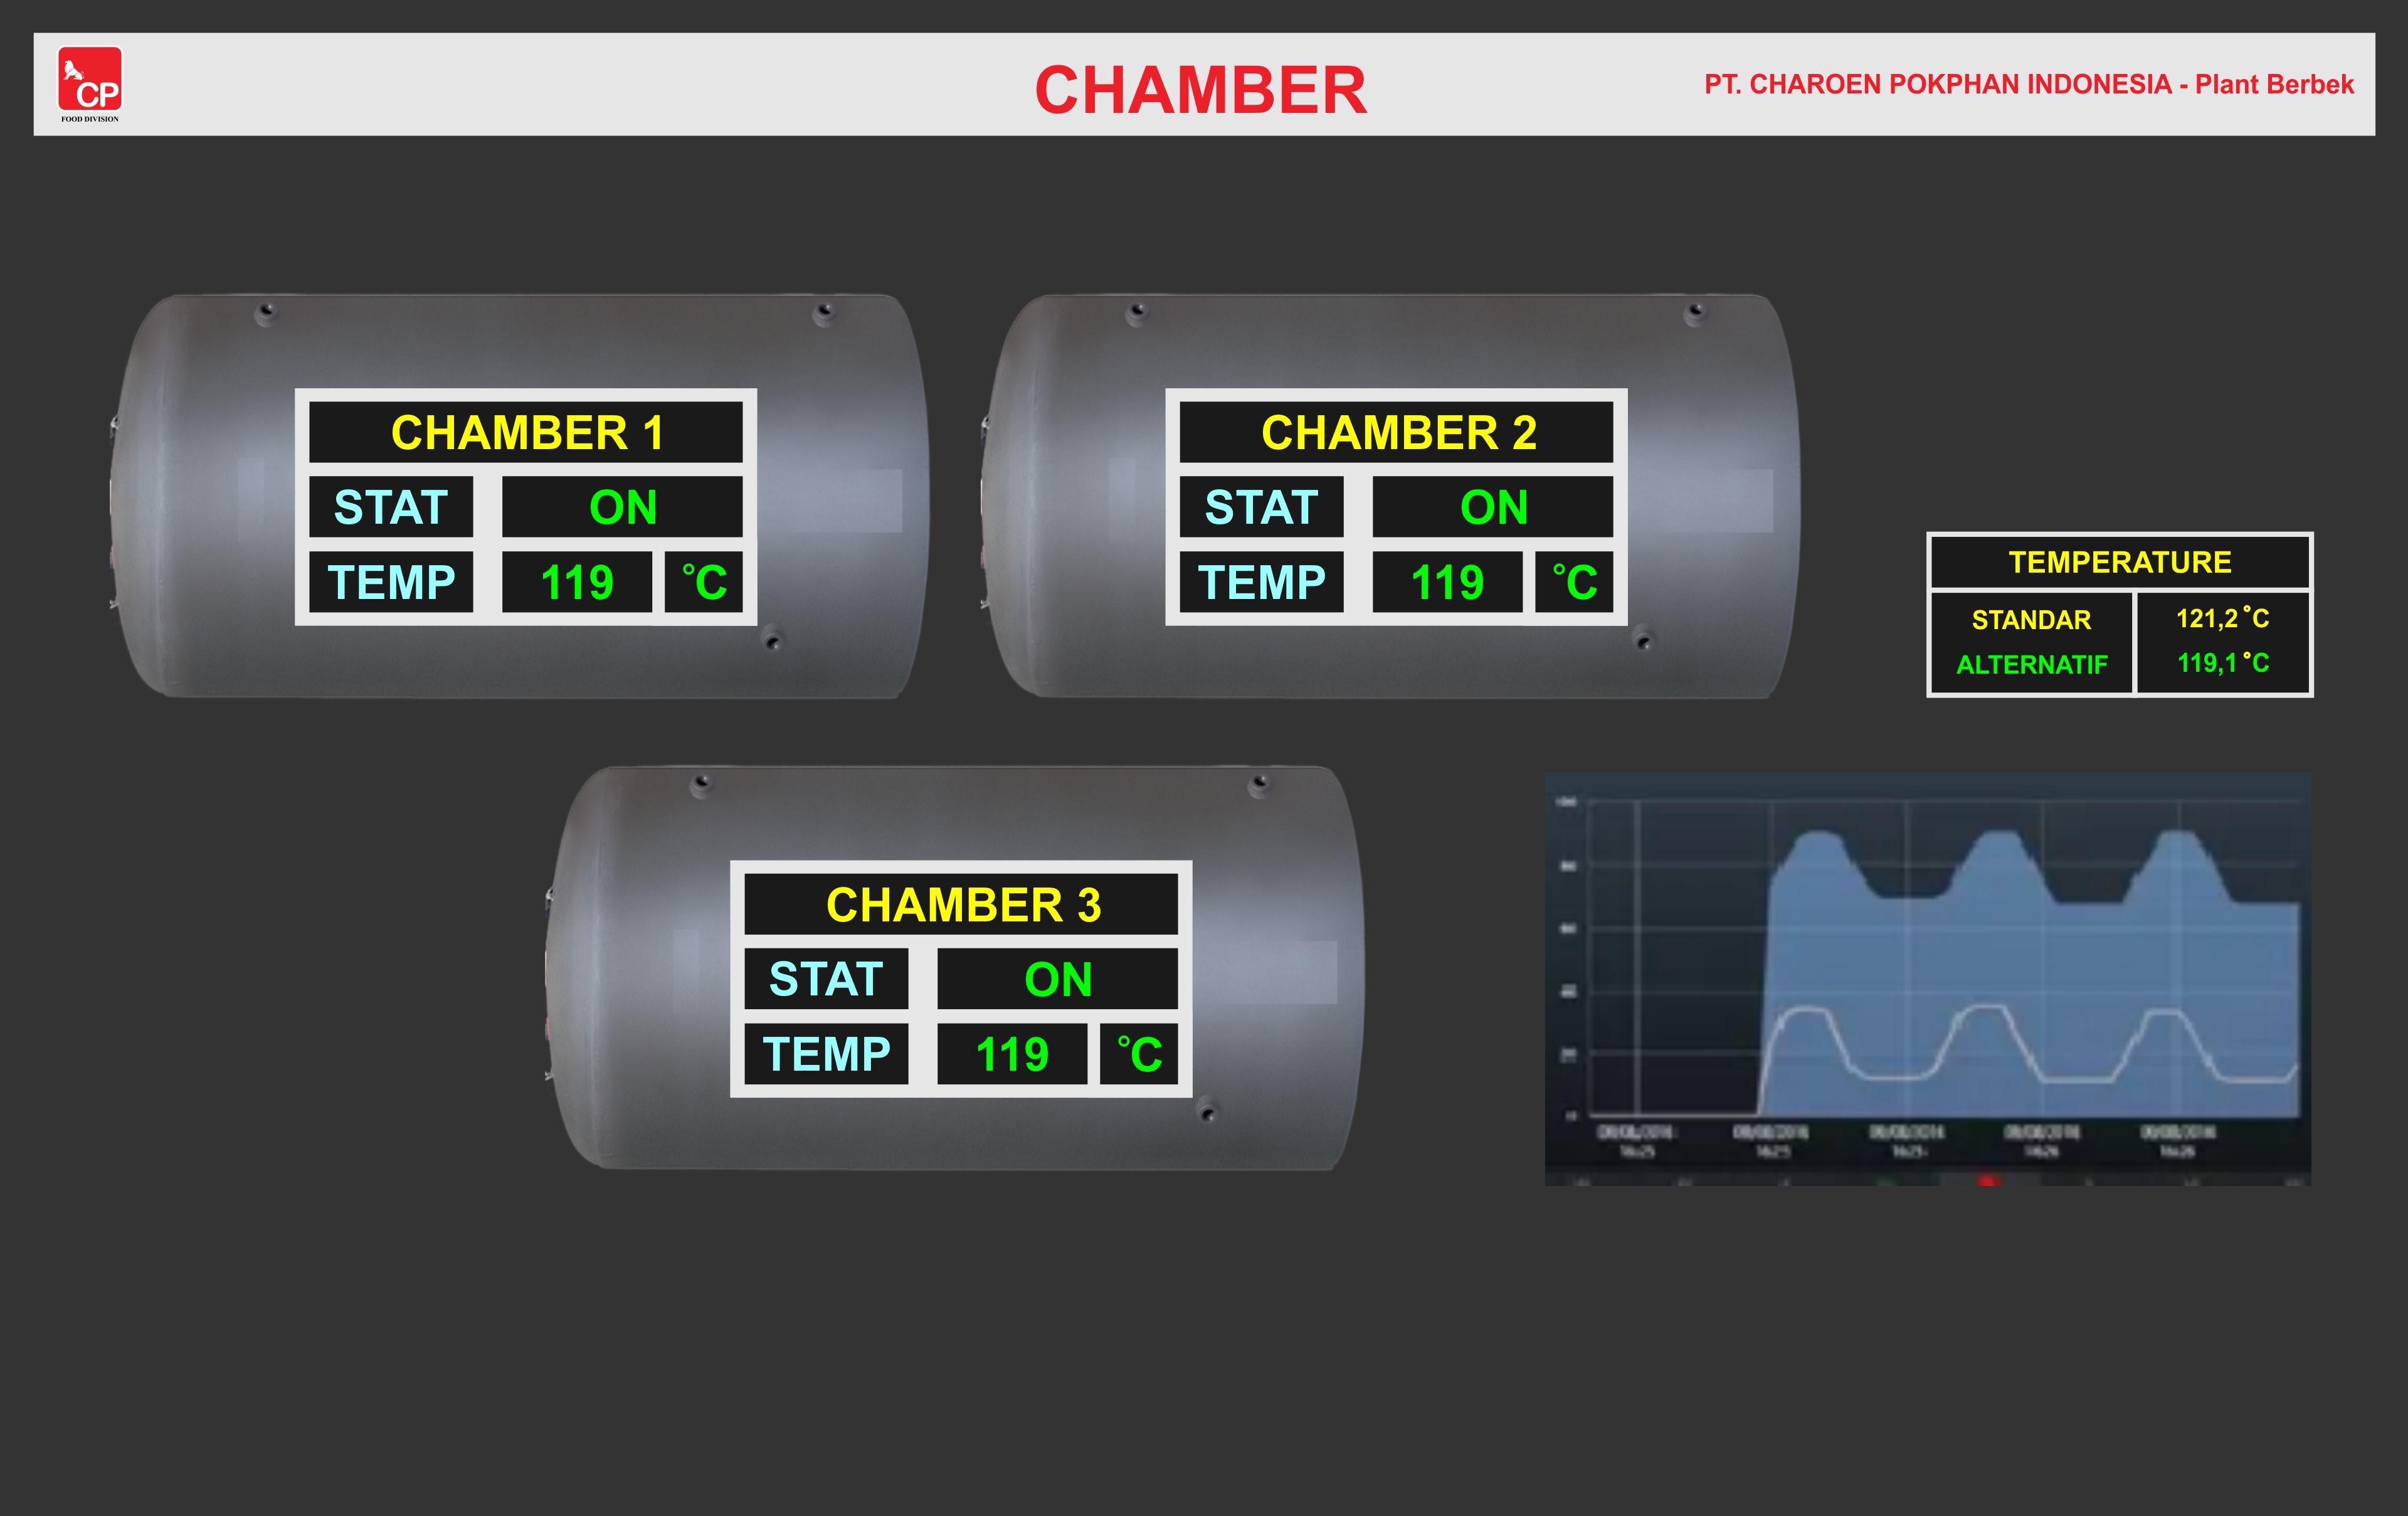 CP
FOOD DIVISION
CHAMBER
PT. CHAROEN POKPHAN INDONESIA - Plant Berbek
CHAMBER 1
STAT ON
TEMP 119 °C
CHAMBER 2
STAT ON
TEMP 119 °C
TEMPERATURE
STANDAR 121,2 °C
ALTERNATIF 119,1 °C
CHAMBER 3
STAT ON
TEMP 119 °C